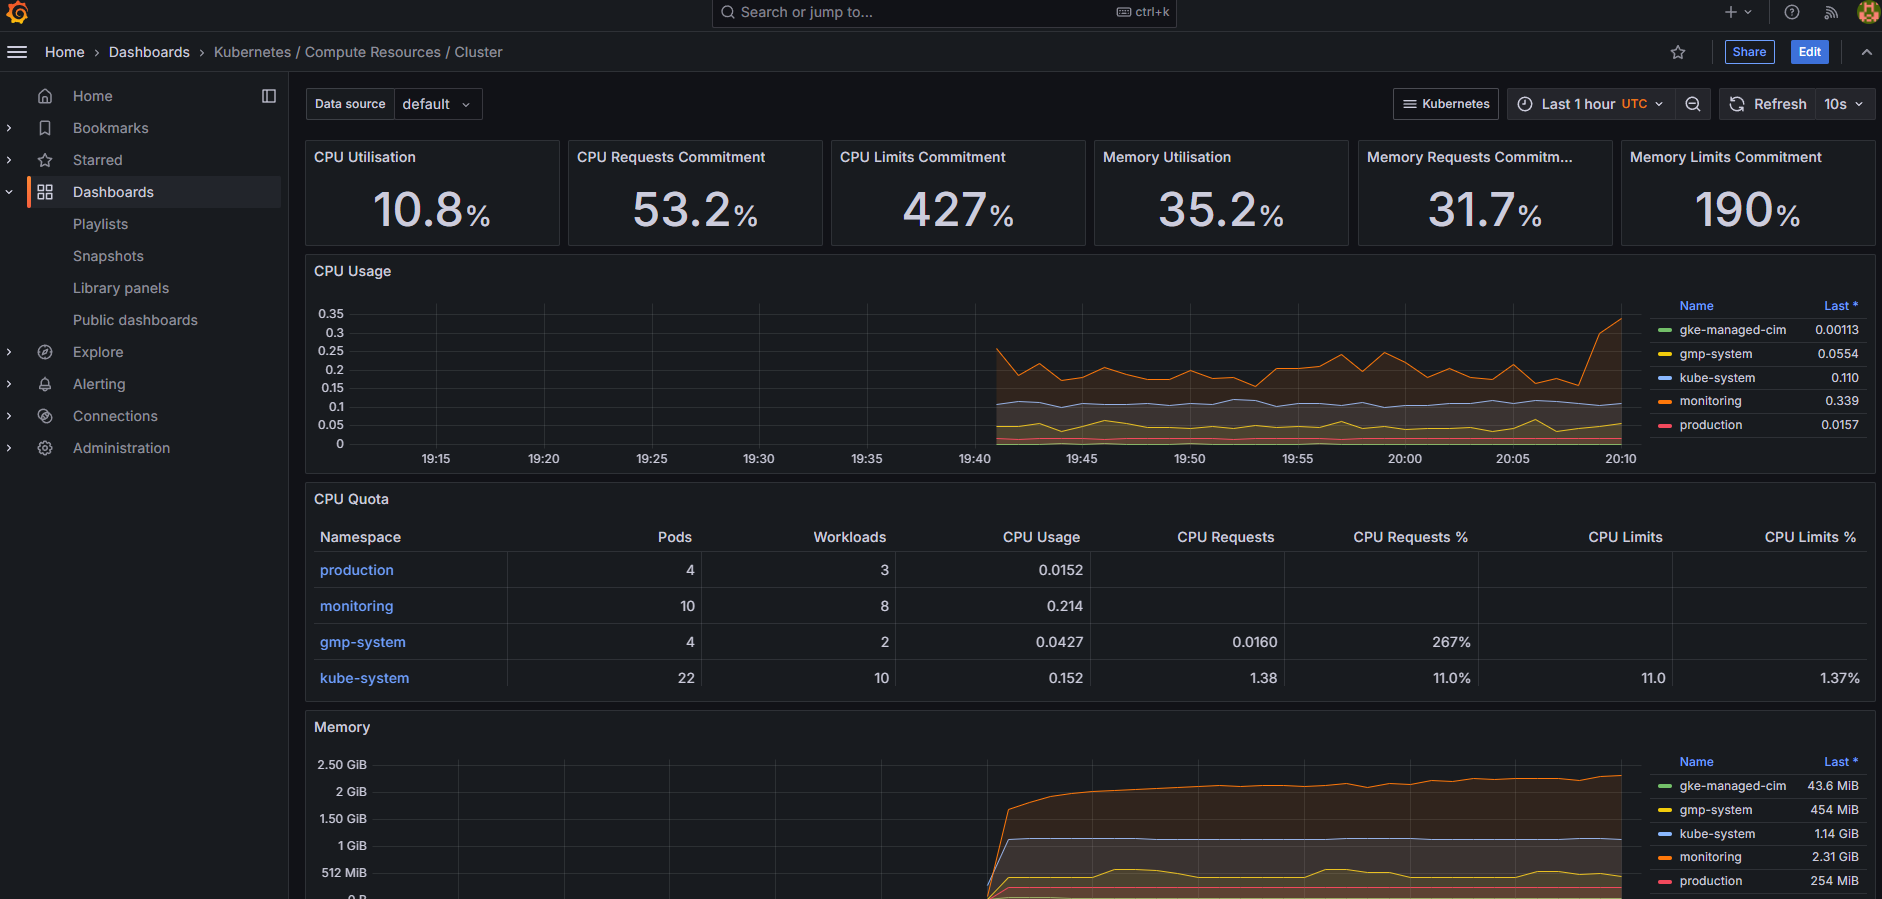 Search or jump to... ctrl+k
Home › Dashboards › Kubernetes / Compute Resources / Cluster
Share Edit
Home
Bookmarks
Starred
Dashboards
Playlists
Snapshots
Library panels
Public dashboards
Explore
Alerting
Connections
Administration
Data source default
Kubernetes Last 1 hour UTC Refresh 10s
CPU Utilisation
10.8%
CPU Requests Commitment
53.2%
CPU Limits Commitment
427%
Memory Utilisation
35.2%
Memory Requests Commitm...
31.7%
Memory Limits Commitment
190%
CPU Usage
0.35
0.3
0.25
0.2
0.15
0.1
0.05
0
19:15 19:20 19:25 19:30 19:35 19:40 19:45 19:50 19:55 20:00 20:05 20:10
Name Last *
gke-managed-cim 0.00113
gmp-system 0.0554
kube-system 0.110
monitoring 0.339
production 0.0157
CPU Quota
Namespace Pods Workloads CPU Usage CPU Requests CPU Requests % CPU Limits CPU Limits %
production 4 3 0.0152
monitoring 10 8 0.214
gmp-system 4 2 0.0427 0.0160 267%
kube-system 22 10 0.152 1.38 11.0% 11.0 1.37%
Memory
2.50 GiB
2 GiB
1.50 GiB
1 GiB
512 MiB
0 B
Name Last *
gke-managed-cim 43.6 MiB
gmp-system 454 MiB
kube-system 1.14 GiB
monitoring 2.31 GiB
production 254 MiB